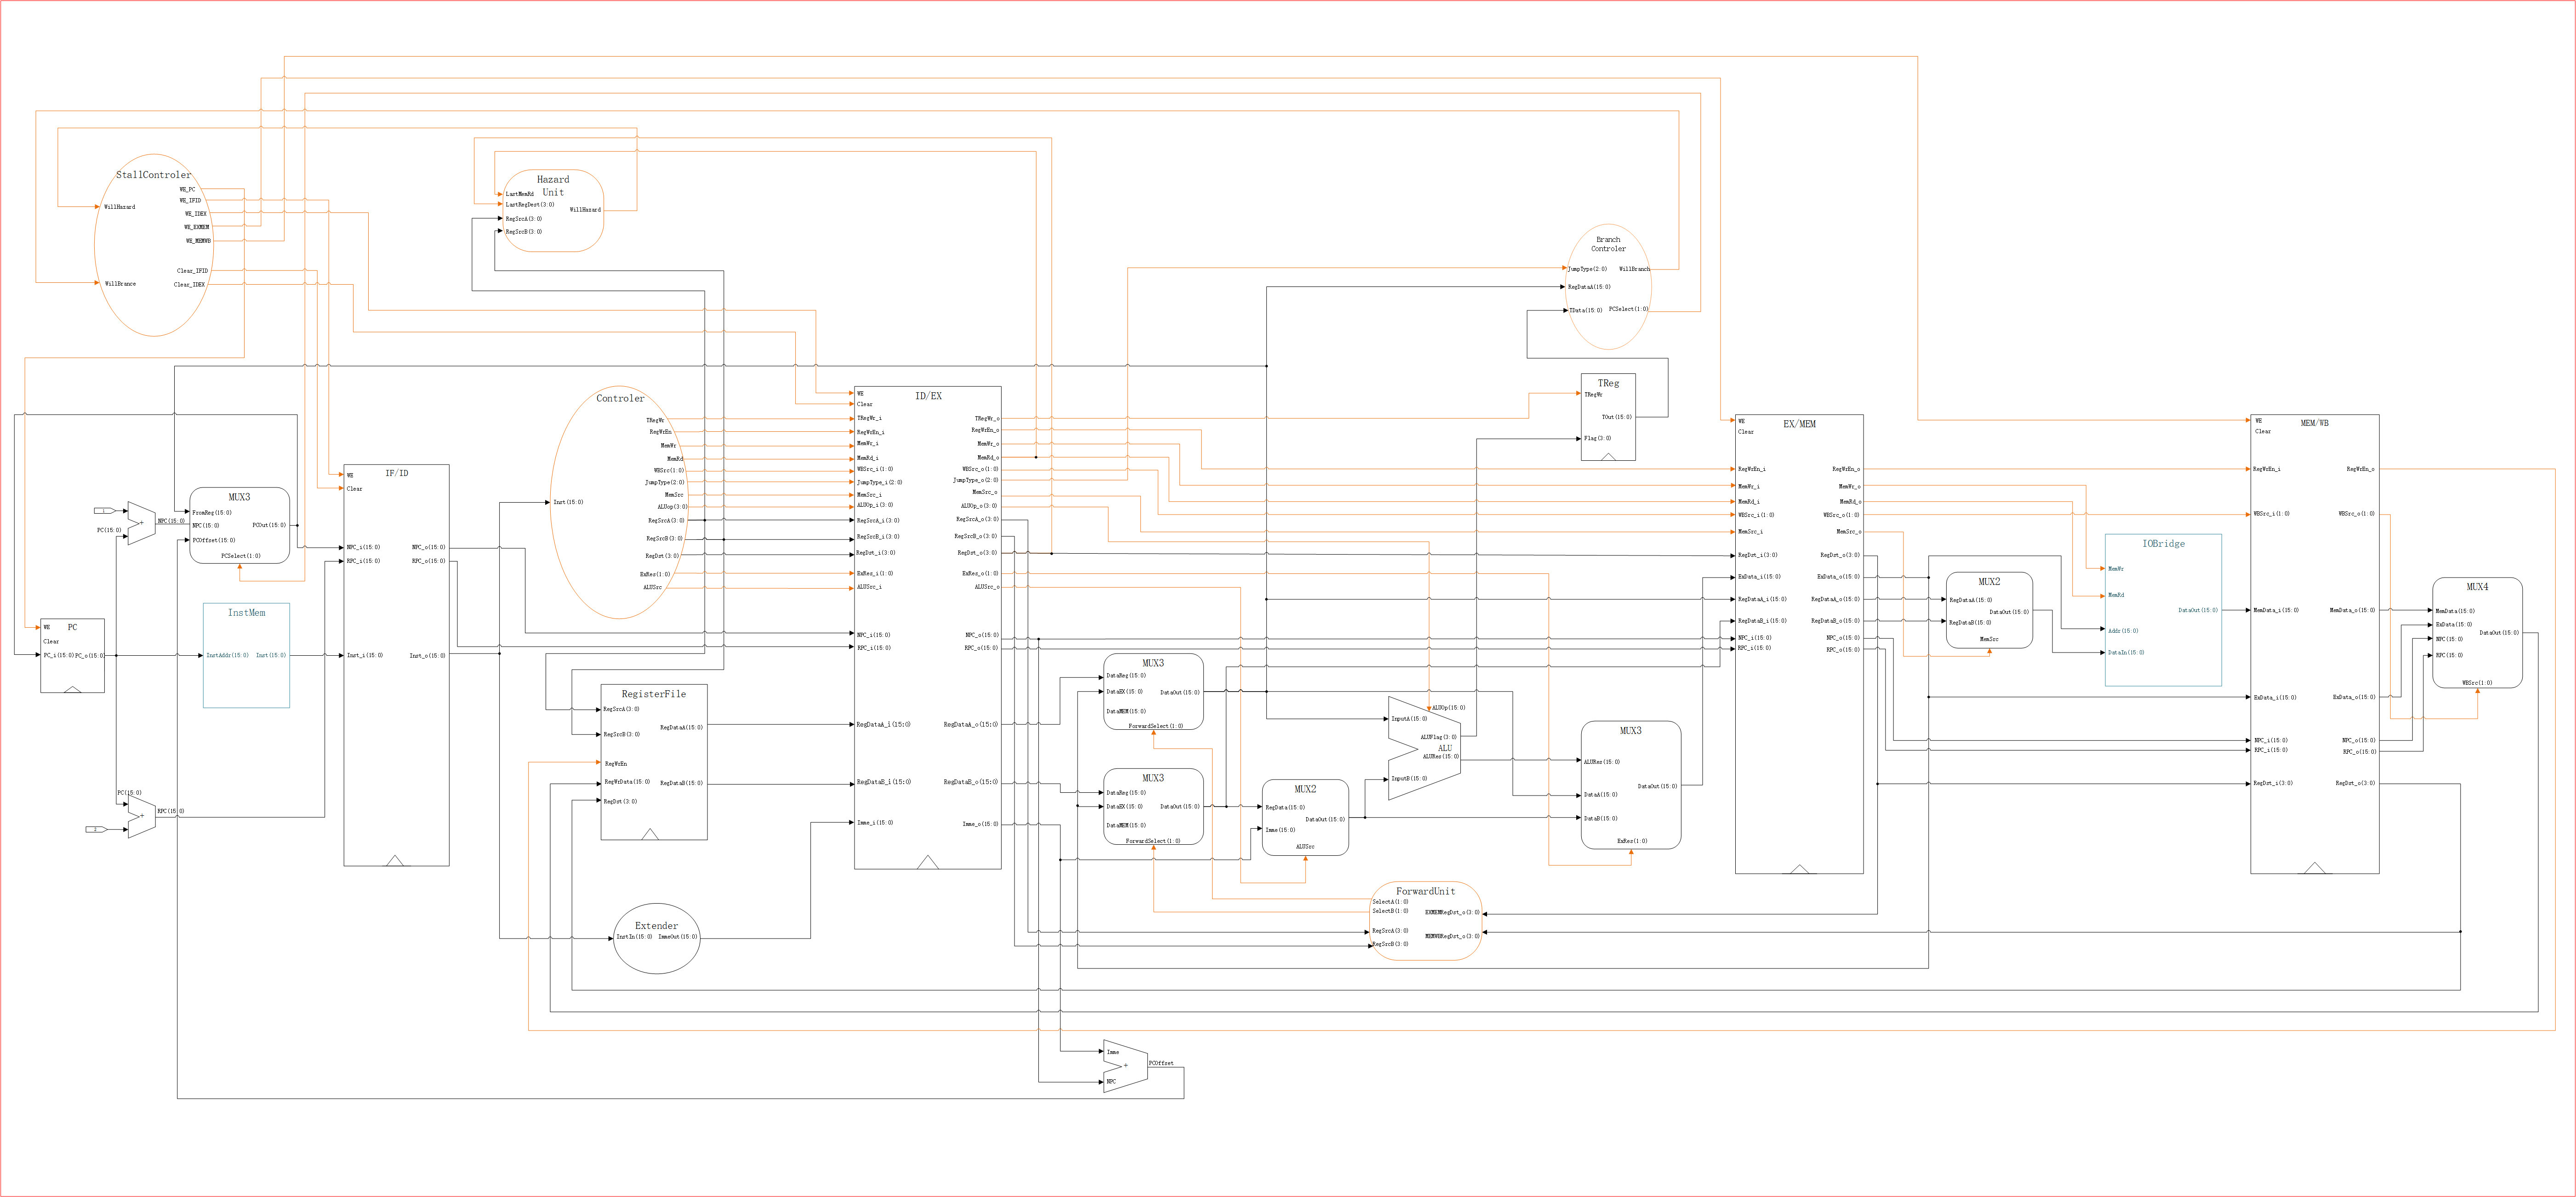 StallControler
WE_PC
WE_IFID
WE_IDEX
WE_EXMEM
WE_MEMWB
WillHazard
Clear_IFID
Clear_IDEX
WillBrance
Hazard
Unit
LastMemRd
LastRegDest(3:0)
RegSrcA(3:0)
RegSrcB(3:0)
WillHazard
Branch
Controler
JumpType(2:0)
WillBranch
RegDataA(15:0)
TData(15:0)
PCSelect(1:0)
1
PC(15:0)
+
NPC(15:0)
MUX3
FromReg(15:0)
NPC(15:0)
PCOffset(15:0)
PCOut(15:0)
PCSelect(1:0)
PC
WE
Clear
PC_i(15:0)
PC_o(15:0)
InstMem
InstAddr(15:0)
Inst(15:0)
PC(15:0)
2
+
RPC(15:0)
IF/ID
WE
Clear
NPC_i(15:0)
NPC_o(15:0)
RPC_i(15:0)
RPC_o(15:0)
Inst_i(15:0)
Inst_o(15:0)
Controler
Inst(15:0)
TRegWr
RegWrEn
MemWr
MemRd
WBSrc(1:0)
JumpType(2:0)
MemSrc
ALUOp(3:0)
RegSrcA(3:0)
RegSrcB(3:0)
RegDst(3:0)
ExRes(1:0)
ALUSrc
RegisterFile
RegSrcA(3:0)
RegDataA(15:0)
RegSrcB(3:0)
RegWrEn
RegWrData(15:0)
RegDataB(15:0)
RegDst(3:0)
Extender
InstIn(15:0)
ImmeOut(15:0)
ID/EX
WE
Clear
TRegWr_i
RegWrEn_i
MemWr_i
MemRd_i
WBSrc_i(1:0)
JumpType_i(2:0)
MemSrc_i
ALUOp_i(3:0)
RegSrcA_i(3:0)
RegSrcB_i(3:0)
RegDst_i(3:0)
ExRes_i(1:0)
ALUSrc_i
NPC_i(15:0)
RPC_i(15:0)
RegDataA_i(15:0)
RegDataB_i(15:0)
Imme_i(15:0)
TRegWr_o
RegWrEn_o
MemWr_o
MemRd_o
WBSrc_o(1:0)
JumpType_o(2:0)
MemSrc_o
ALUOp_o(3:0)
RegSrcA_o(3:0)
RegSrcB_o(3:0)
RegDst_o(3:0)
ExRes_o(1:0)
ALUSrc_o
NPC_o(15:0)
RPC_o(15:0)
RegDataA_o(15:0)
RegDataB_o(15:0)
Imme_o(15:0)
MUX3
DataReg(15:0)
DataEX(15:0)
DataOut(15:0)
DataMEM(15:0)
ForwardSelect(1:0)
MUX3
DataReg(15:0)
DataEX(15:0)
DataOut(15:0)
DataMEM(15:0)
ForwardSelect(1:0)
MUX2
RegData(15:0)
DataOut(15:0)
Imme(15:0)
ALUSrc
ALUOp(15:0)
InputA(15:0)
ALUFlag(3:0)
ALU
ALURes(15:0)
InputB(15:0)
TReg
TRegWr
TOut(15:0)
Flag(3:0)
MUX3
ALURes(15:0)
DataOut(15:0)
DataA(15:0)
DataB(15:0)
ExRes(1:0)
ForwardUnit
SelectA(1:0)
SelectB(1:0)
EXMEMRegDst_o(3:0)
RegSrcA(3:0)
MEMWBRegDst_o(3:0)
RegSrcB(3:0)
Imme
+
NPC
PCOffset
EX/MEM
WE
Clear
RegWrEn_i
MemWr_i
MemRd_i
WBSrc_i(1:0)
MemSrc_i
RegDst_i(3:0)
ExData_i(15:0)
RegDataA_i(15:0)
RegDataB_i(15:0)
NPC_i(15:0)
RPC_i(15:0)
RegWrEn_o
MemWr_o
MemRd_o
WBSrc_o(1:0)
MemSrc_o
RegDst_o(3:0)
ExData_o(15:0)
RegDataA_o(15:0)
RegDataB_o(15:0)
NPC_o(15:0)
RPC_o(15:0)
MUX2
RegDataA(15:0)
DataOut(15:0)
RegDataB(15:0)
MemSrc
IOBridge
MemWr
MemRd
DataOut(15:0)
Addr(15:0)
DataIn(15:0)
MEM/WB
WE
Clear
RegWrEn_i
WBSrc_i(1:0)
MemData_i(15:0)
ExData_i(15:0)
NPC_i(15:0)
RPC_i(15:0)
RegDst_i(3:0)
RegWrEn_o
WBSrc_o(1:0)
MemData_o(15:0)
ExData_o(15:0)
NPC_o(15:0)
RPC_o(15:0)
RegDst_o(3:0)
MUX4
MemData(15:0)
ExData(15:0)
DataOut(15:0)
NPC(15:0)
RPC(15:0)
WBSrc(1:0)